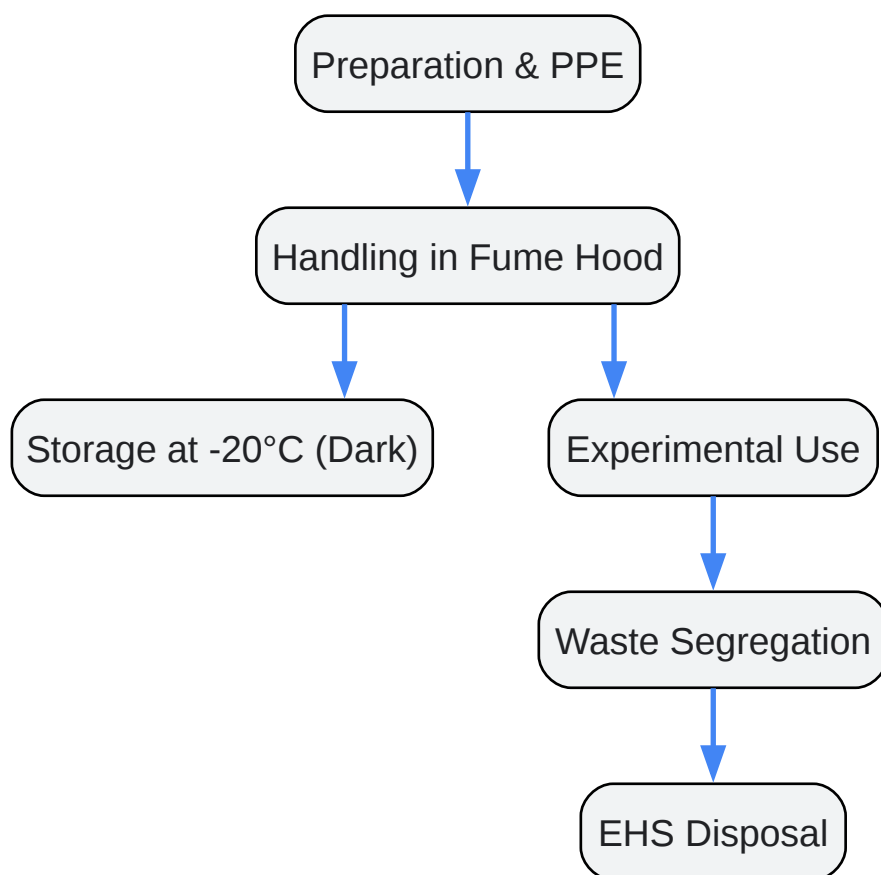 Preparation & PPE
Handling in Fume Hood
Storage at -20°C (Dark)
Experimental Use
Waste Segregation
EHS Disposal